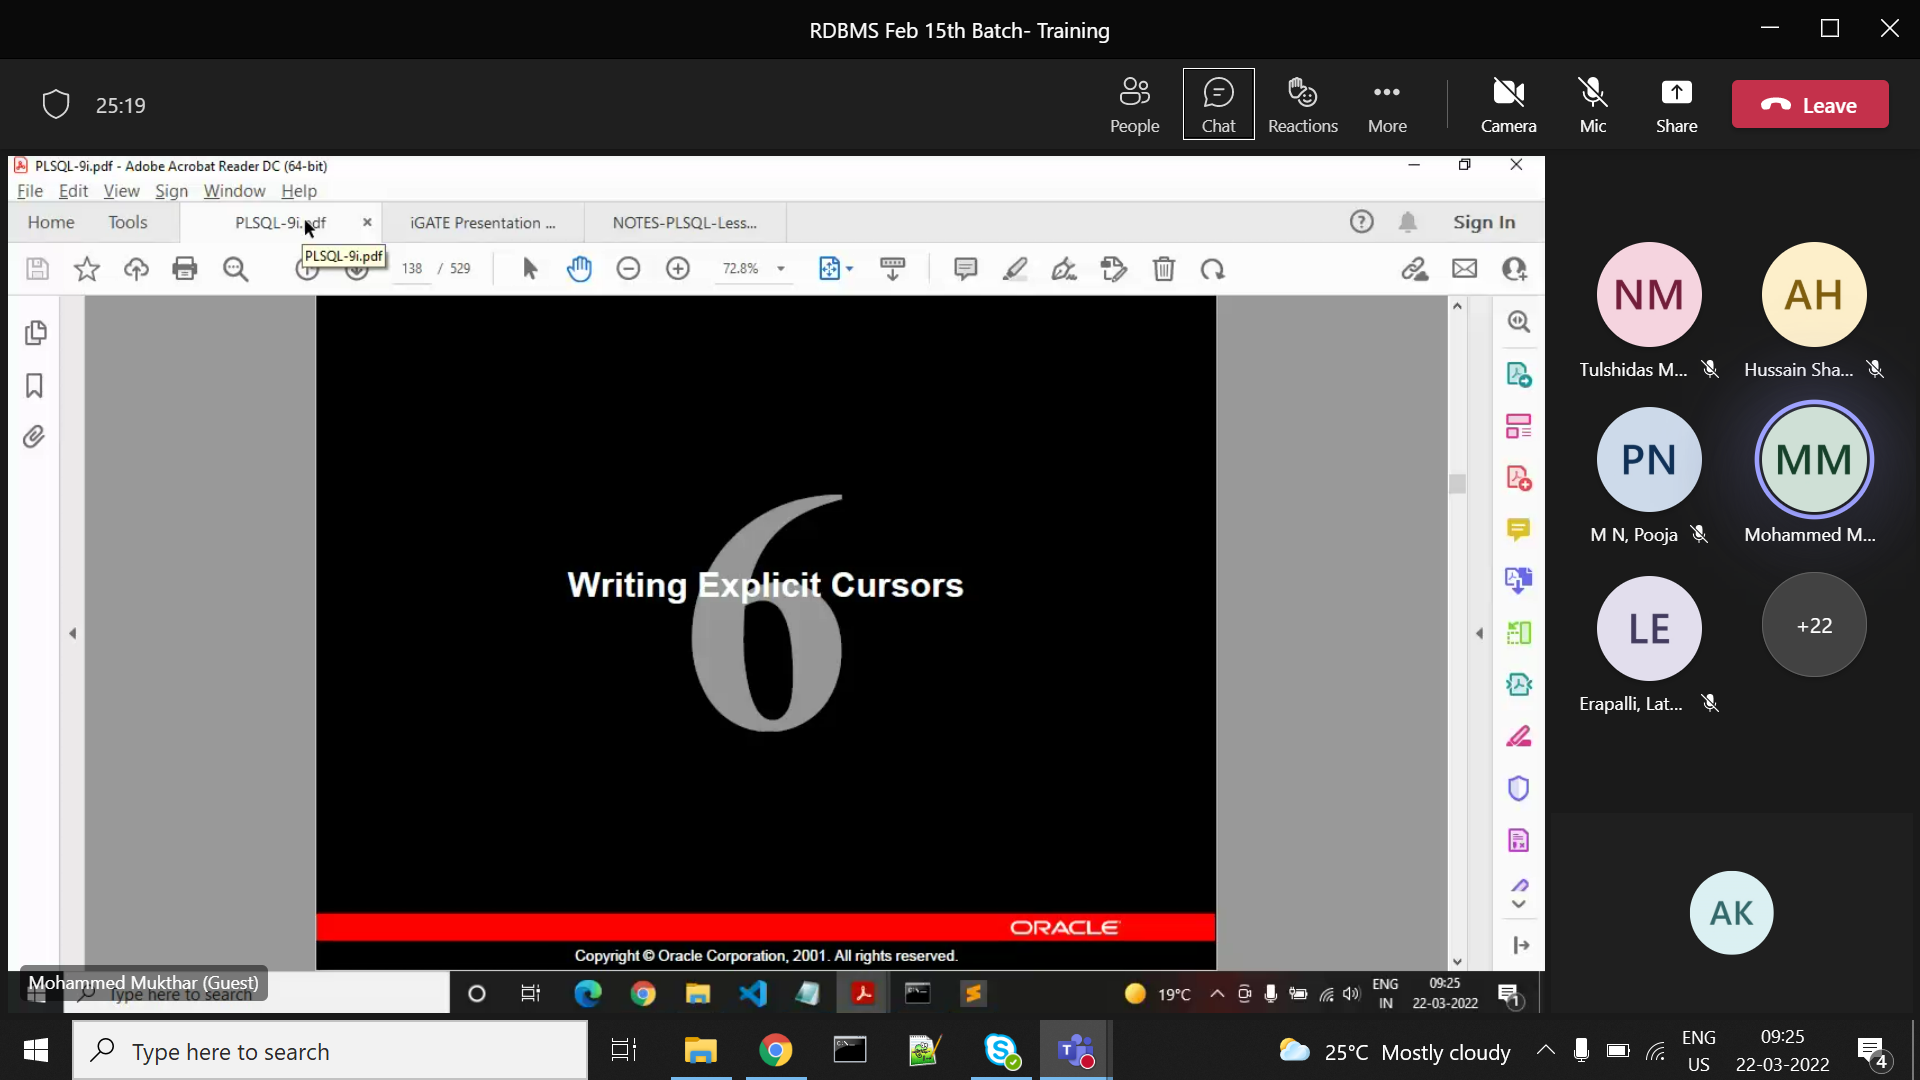 RDBMS Feb 15th Batch- Training
25:19
People
Chat
Reactions
More
Camera
Mic
Share
Leave
PLSQL-9i.pdf - Adobe Acrobat Reader DC (64-bit)
File Edit View Sign Window Help
Home Tools PLSQL-9i.pdf iGATE Presentation ... NOTES-PLSQL-Less... Sign In
PLSQL-9i.pdf
138 / 529 72.8%
6
Writing Explicit Cursors
ORACLE
Copyright © Oracle Corporation, 2001. All rights reserved.
NM
Tulshidas M...
AH
Hussain Sha...
PN
M N, Pooja
MM
Mohammed M...
LE
Erapalli, Lat...
+22
AK
Mohammed Mukthar (Guest)
Type here to search
19°C
ENG
IN
09:25
22-03-2022
1
Type here to search
25°C Mostly cloudy
ENG
US
09:25
22-03-2022
4